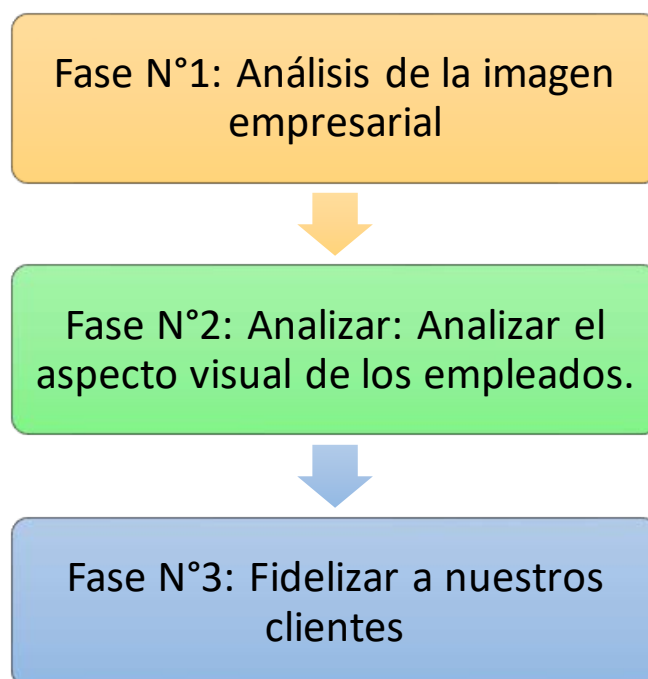 Fase N°1: Análisis de la imagen
empresarial
Fase N°2: Analizar: Analizar el
aspecto visual de los empleados.
Fase N°3: Fidelizar a nuestros
clientes